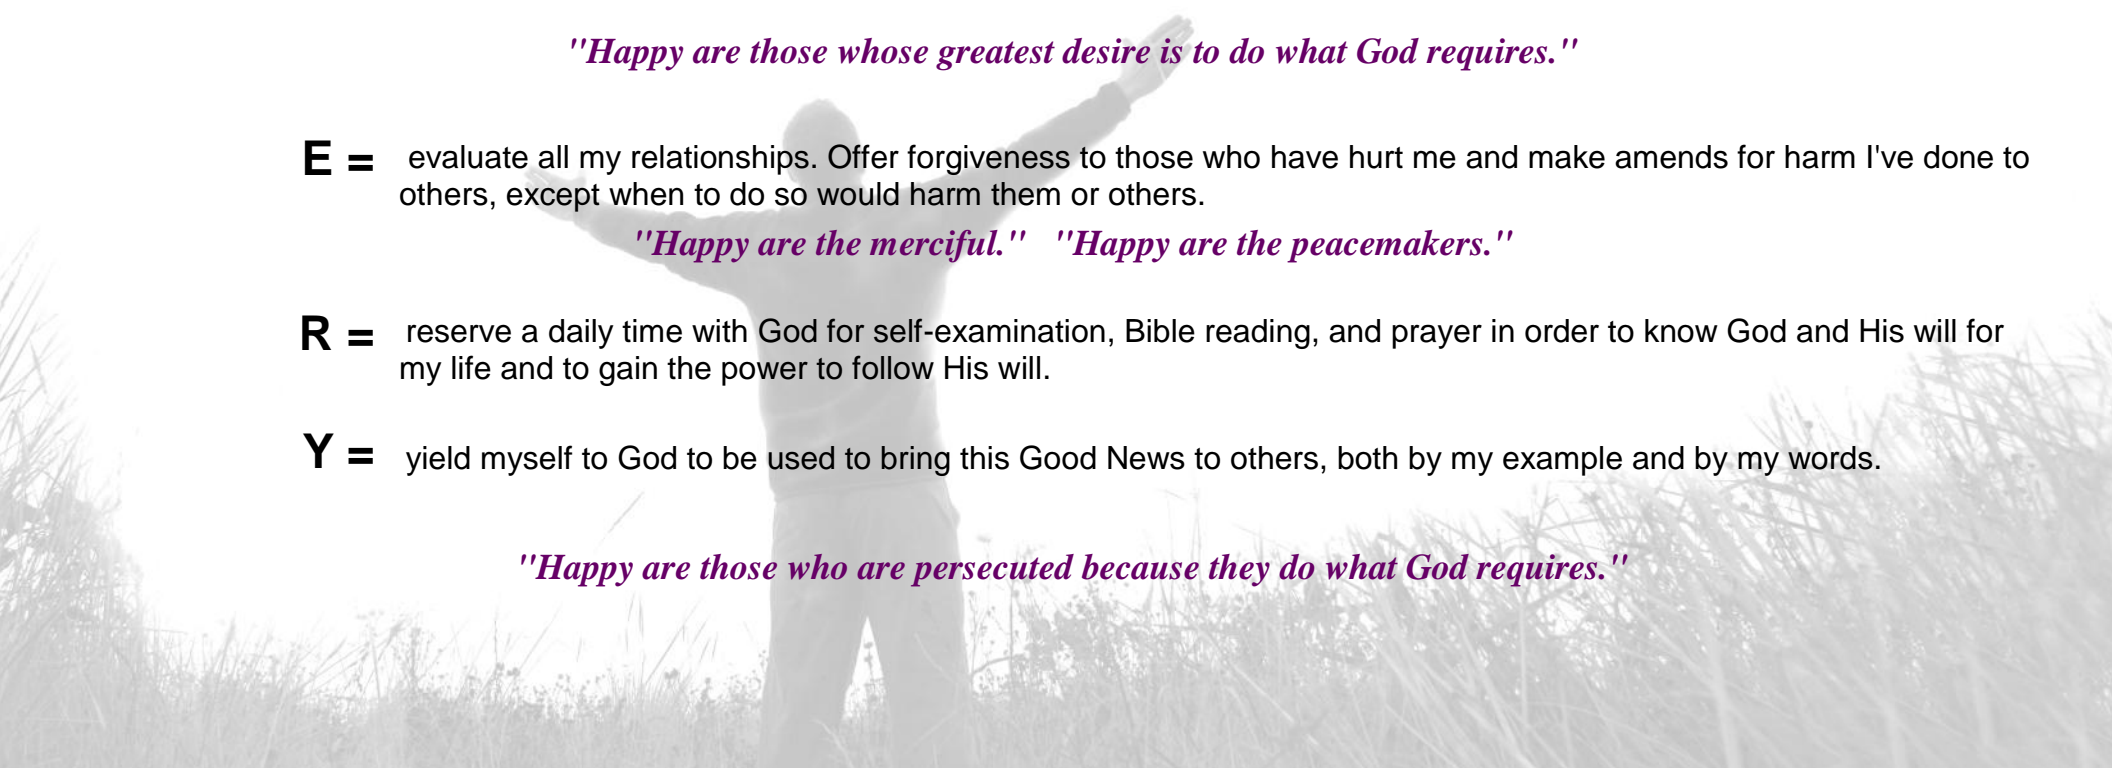 "Happy are those whose greatest desire is to do what God requires."
E = evaluate all my relationships. Offer forgiveness to those who have hurt me and make amends for harm I've done to
others, except when to do so would harm them or others.
"Happy are the merciful." "Happy are the peacemakers."
R = reserve a daily time with God for self-examination, Bible reading, and prayer in order to know God and His will for
my life and to gain the power to follow His will.
Y = yield myself to God to be used to bring this Good News to others, both by my example and by my words.
"Happy are those who are persecuted because they do what God requires."